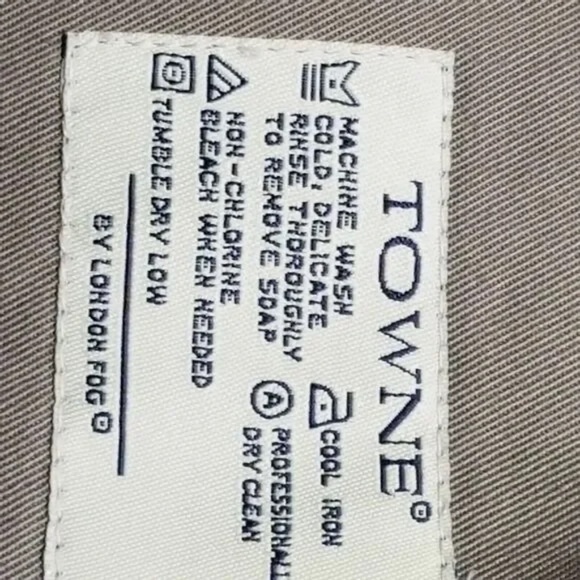 TOWNE®
MACHINE WASH
COLD, DELICATE
RINSE THOROUGHLY
TO REMOVE SOAP
NON-CHLORINE
BLEACH WHEN NEEDED
TUMBLE DRY LOW
COOL IRON
A
PROFESSIONALL
DRY CLEAN
BY LONDON FOG®